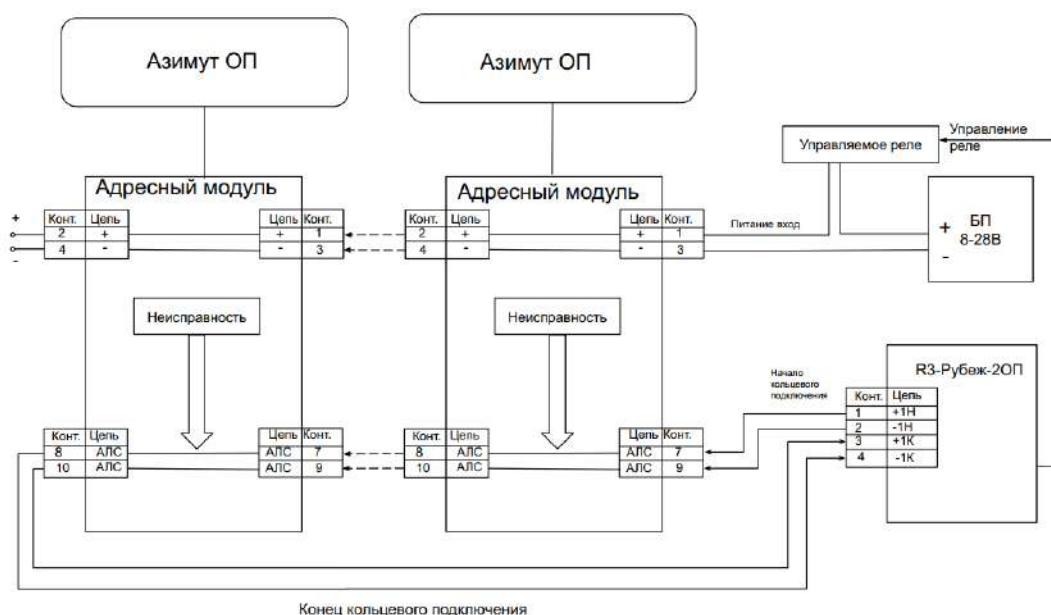 Азимут ОП
Азимут ОП
Управляемое реле
Управление
реле
Адресный модуль
Адресный модуль
+
Конт. Цепь
2 +
4 -
-
Цепь Конт.
+ 1
- 3
Конт. Цепь
2 +
4 -
Цепь Конт.
+ 1
- 3
Питание вход
+
-
БП
8-28В
Неисправность
Неисправность
R3-Рубеж-2ОП
Начало
кольцевого
подключения
Конт. Цепь
1 +1Н
2 -1Н
3 +1К
4 -1К
Конт. Цепь
8 АЛС
10 АЛС
Цепь Конт.
АЛС 7
АЛС 9
Конт. Цепь
8 АЛС
10 АЛС
Цепь Конт.
АЛС 7
АЛС 9
Конец кольцевого подключения